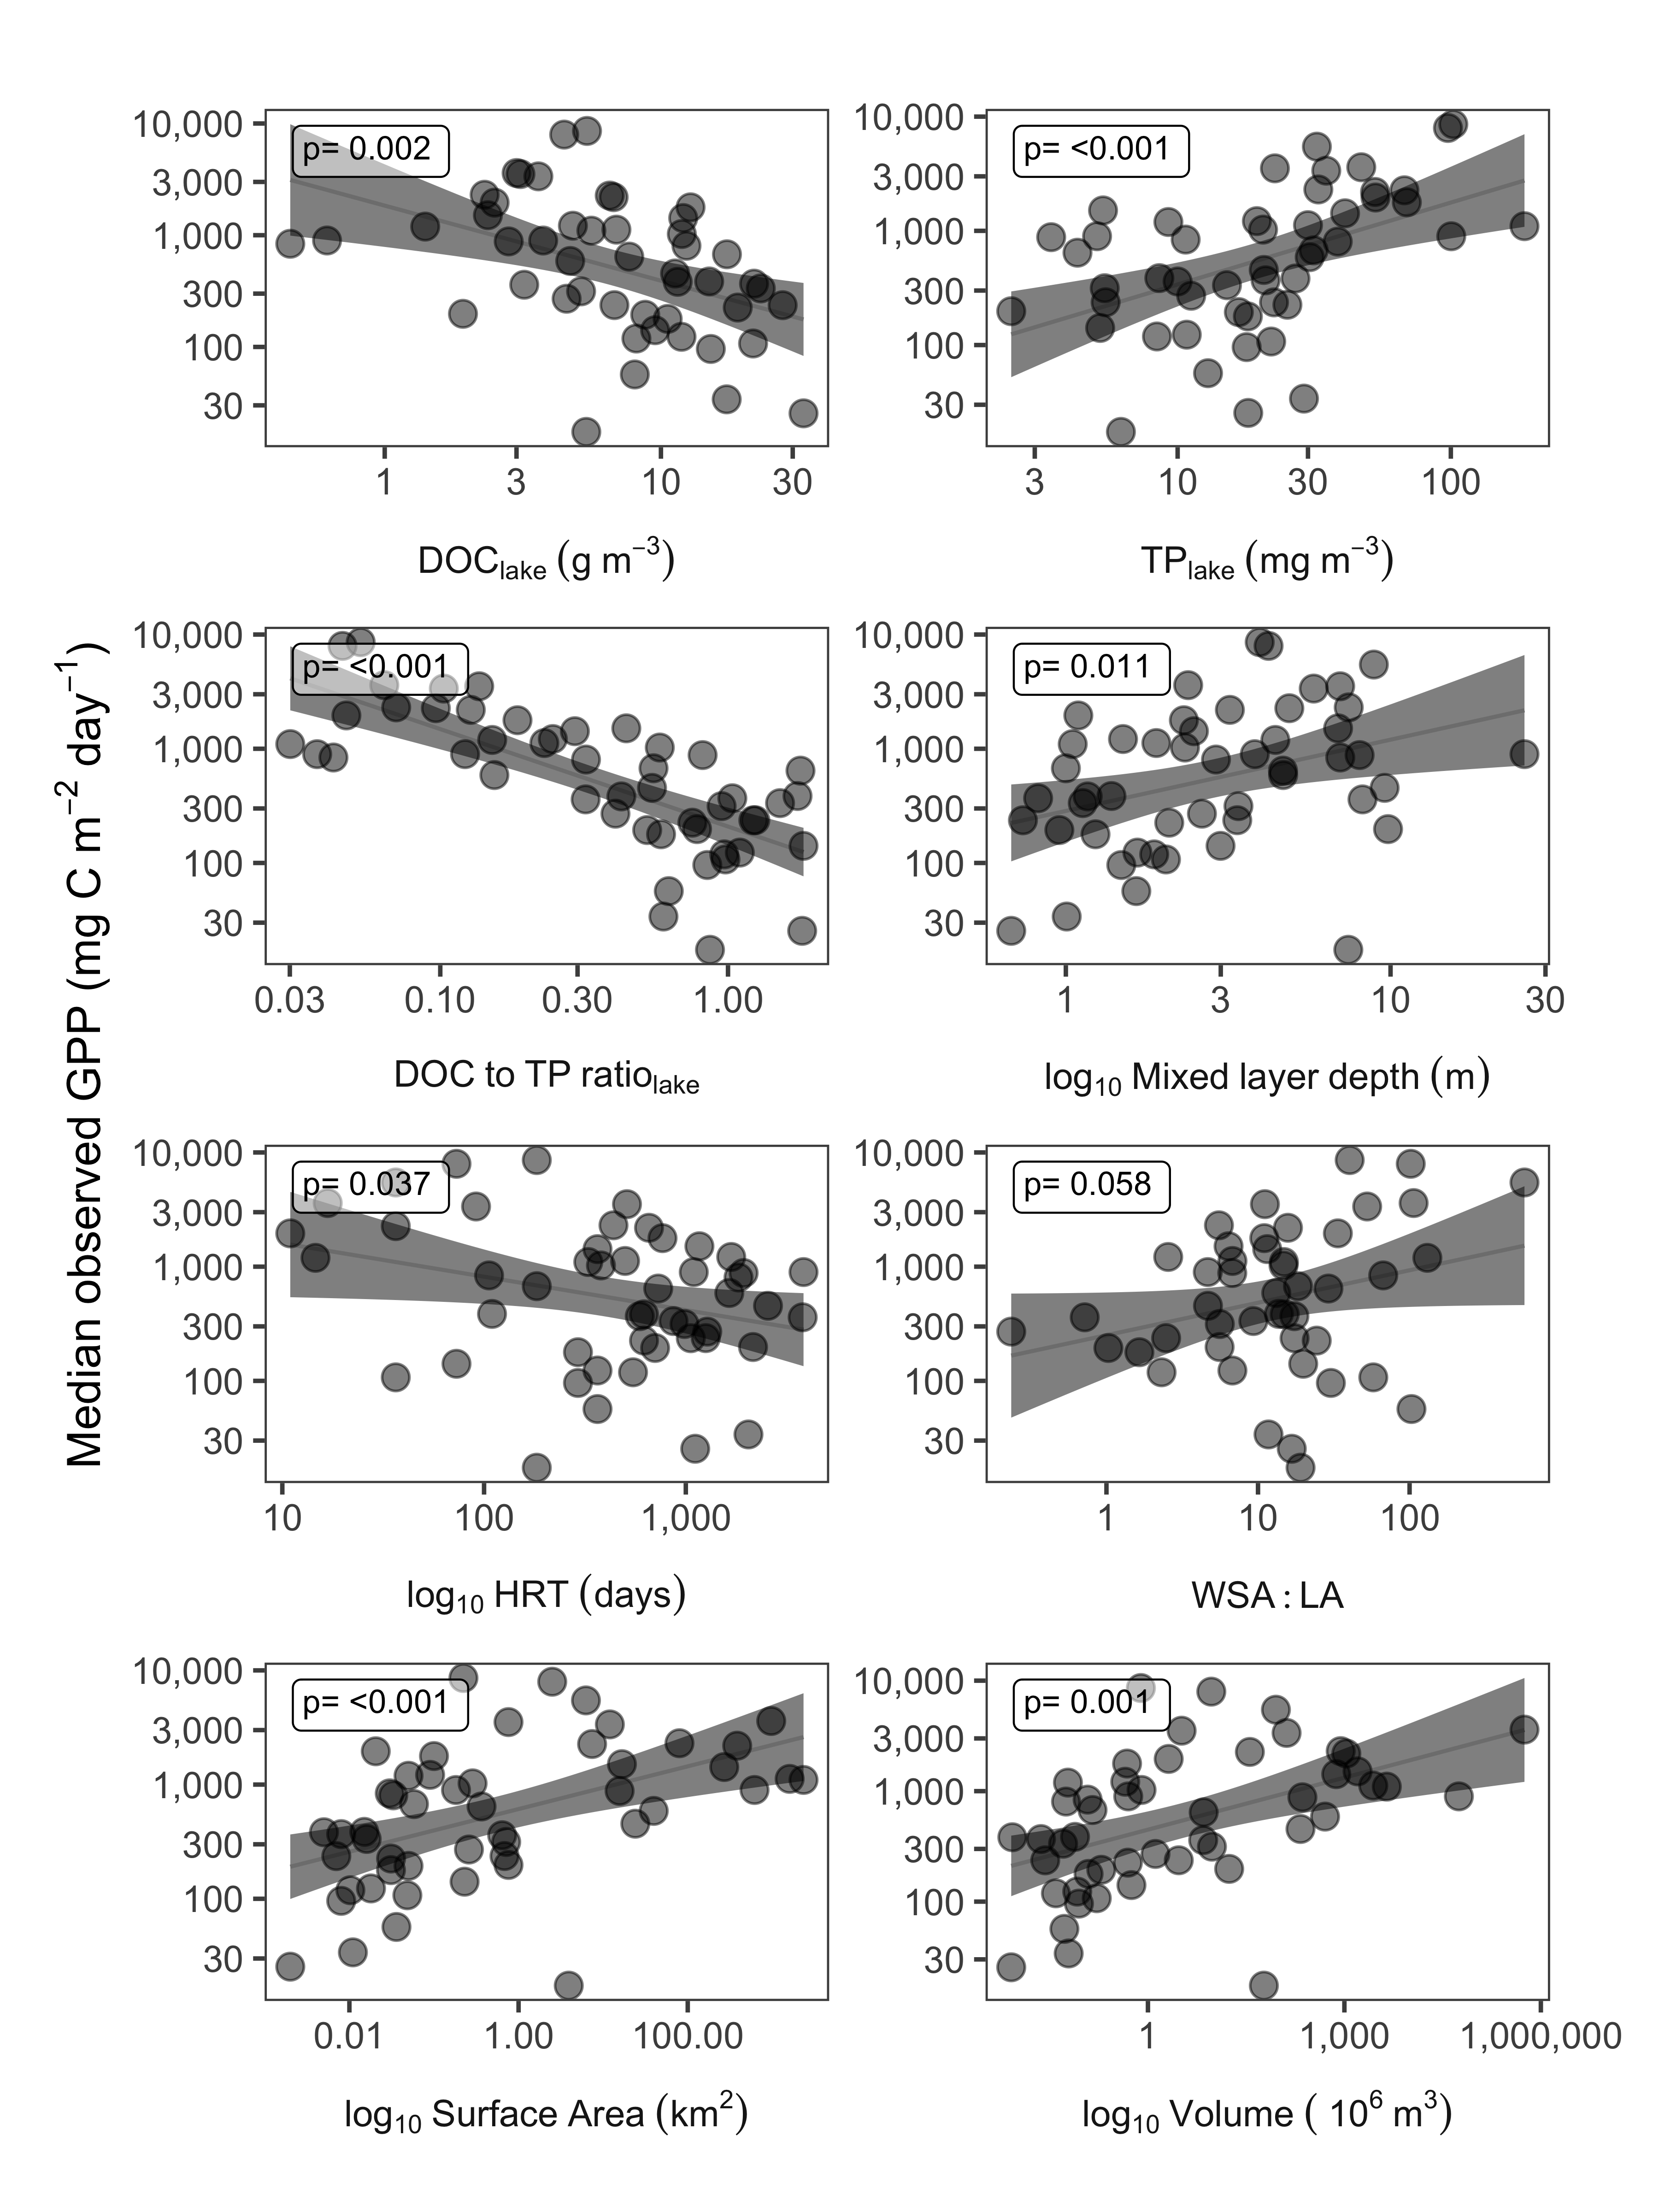 Median observed GPP (mg C m⁻² day⁻¹)
10,000
3,000
1,000
300
100
30
p= 0.002
1 3 10 30
DOClake (g m⁻³)
10,000
3,000
1,000
300
100
30
p= <0.001
3 10 30 100
TPlake (mg m⁻³)
10,000
3,000
1,000
300
100
30
p= <0.001
0.03 0.10 0.30 1.00
DOC to TP ratiolake
10,000
3,000
1,000
300
100
30
p= 0.011
1 3 10 30
log10 Mixed layer depth (m)
10,000
3,000
1,000
300
100
30
p= 0.037
10 100 1,000
log10 HRT (days)
10,000
3,000
1,000
300
100
30
p= 0.058
1 10 100
WSA : LA
10,000
3,000
1,000
300
100
30
p= <0.001
0.01 1.00 100.00
log10 Surface Area (km²)
10,000
3,000
1,000
300
100
30
p= 0.001
1 1,000 1,000,000
log10 Volume ( 10⁶ m³)